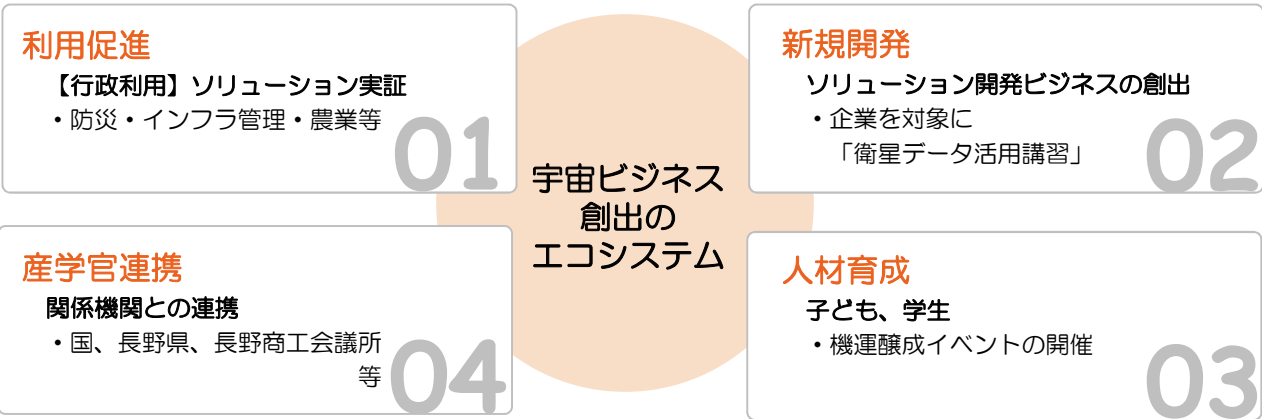 利用促進
【行政利用】ソリューション実証
・防災・インフラ管理・農業等
01
新規開発
ソリューション開発ビジネスの創出
・企業を対象に
「衛星データ活用講習」
02
宇宙ビジネス
創出の
エコシステム
人材育成
子ども、学生
・機運醸成イベントの開催
03
産学官連携
関係機関との連携
・国、長野県、長野商工会議所
等
04